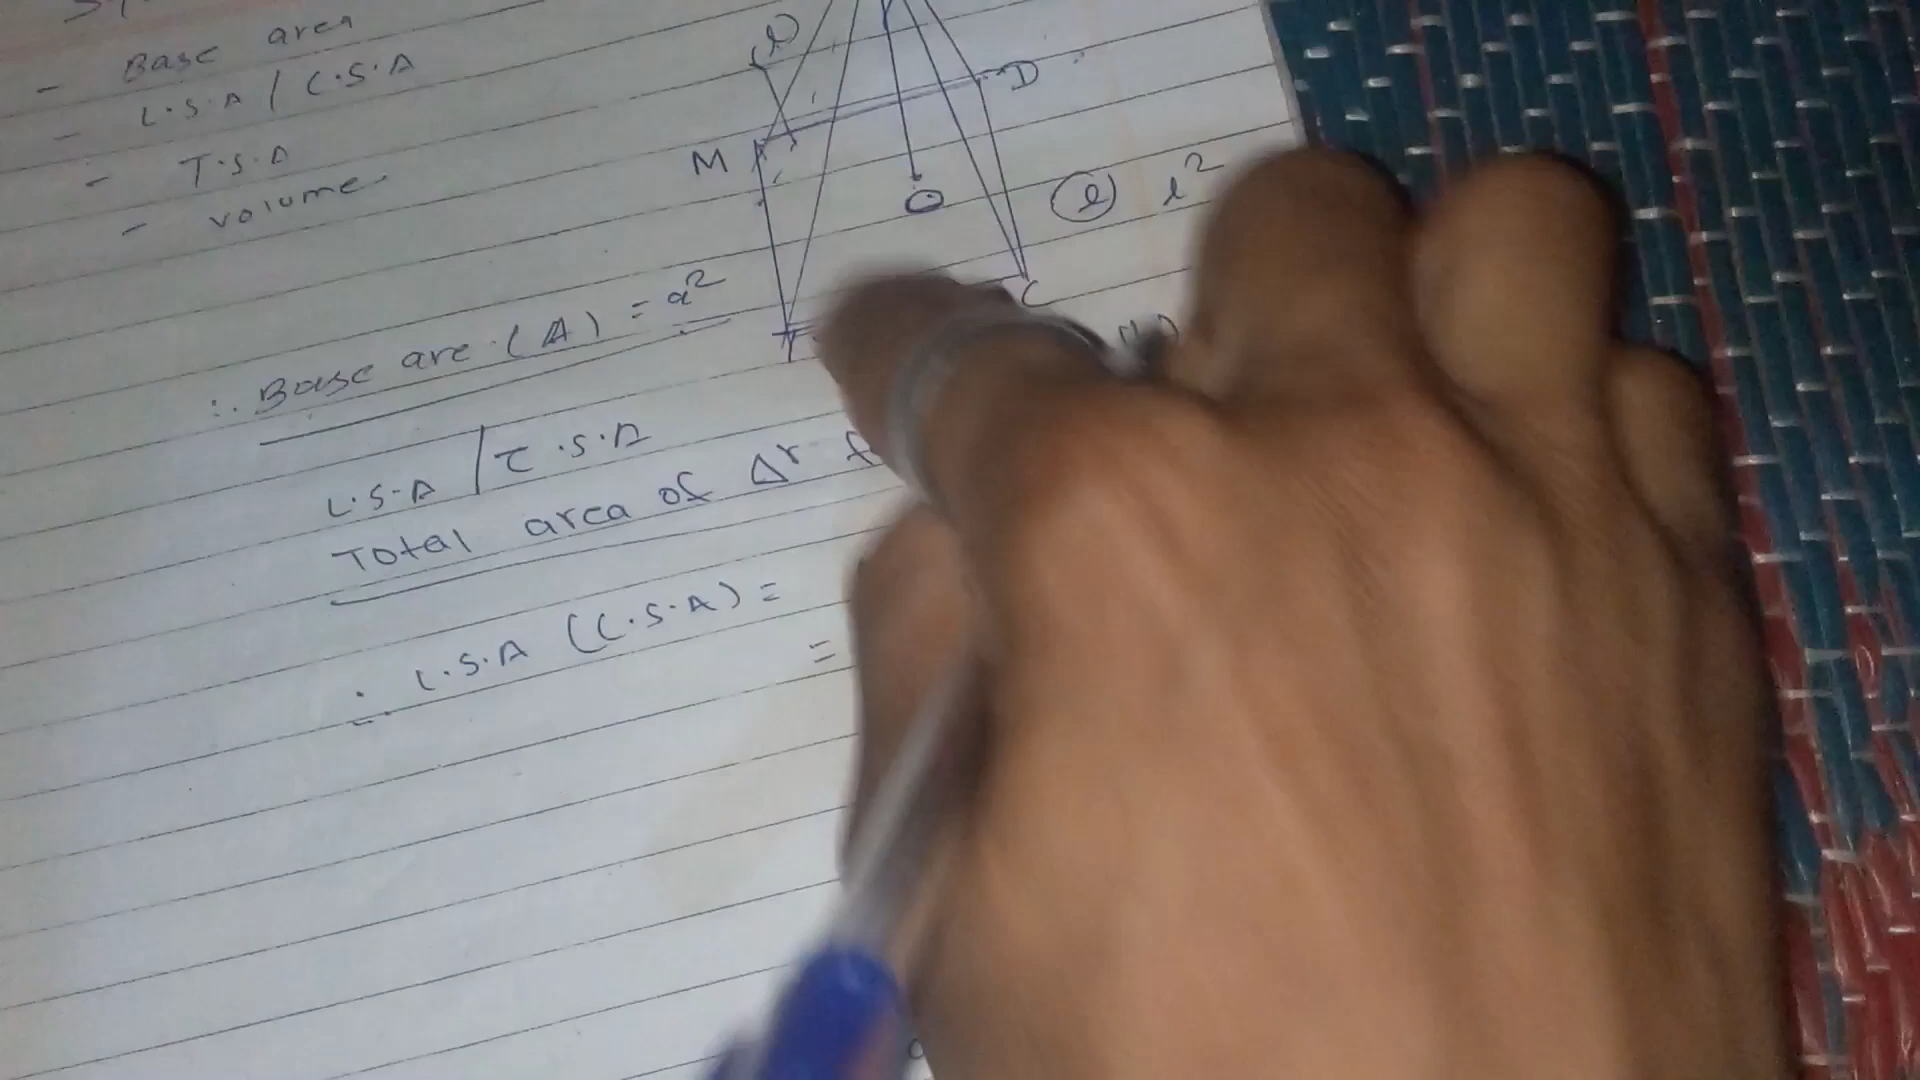 - Base area
- L.S.A / C.S.A
- T.S.A
- volume
M
D
O
l l²
C
∴ Base are (A) = a²
L.S.A / C.S.A
Total area of Δr
∴ L.S.A (C.S.A) =
=